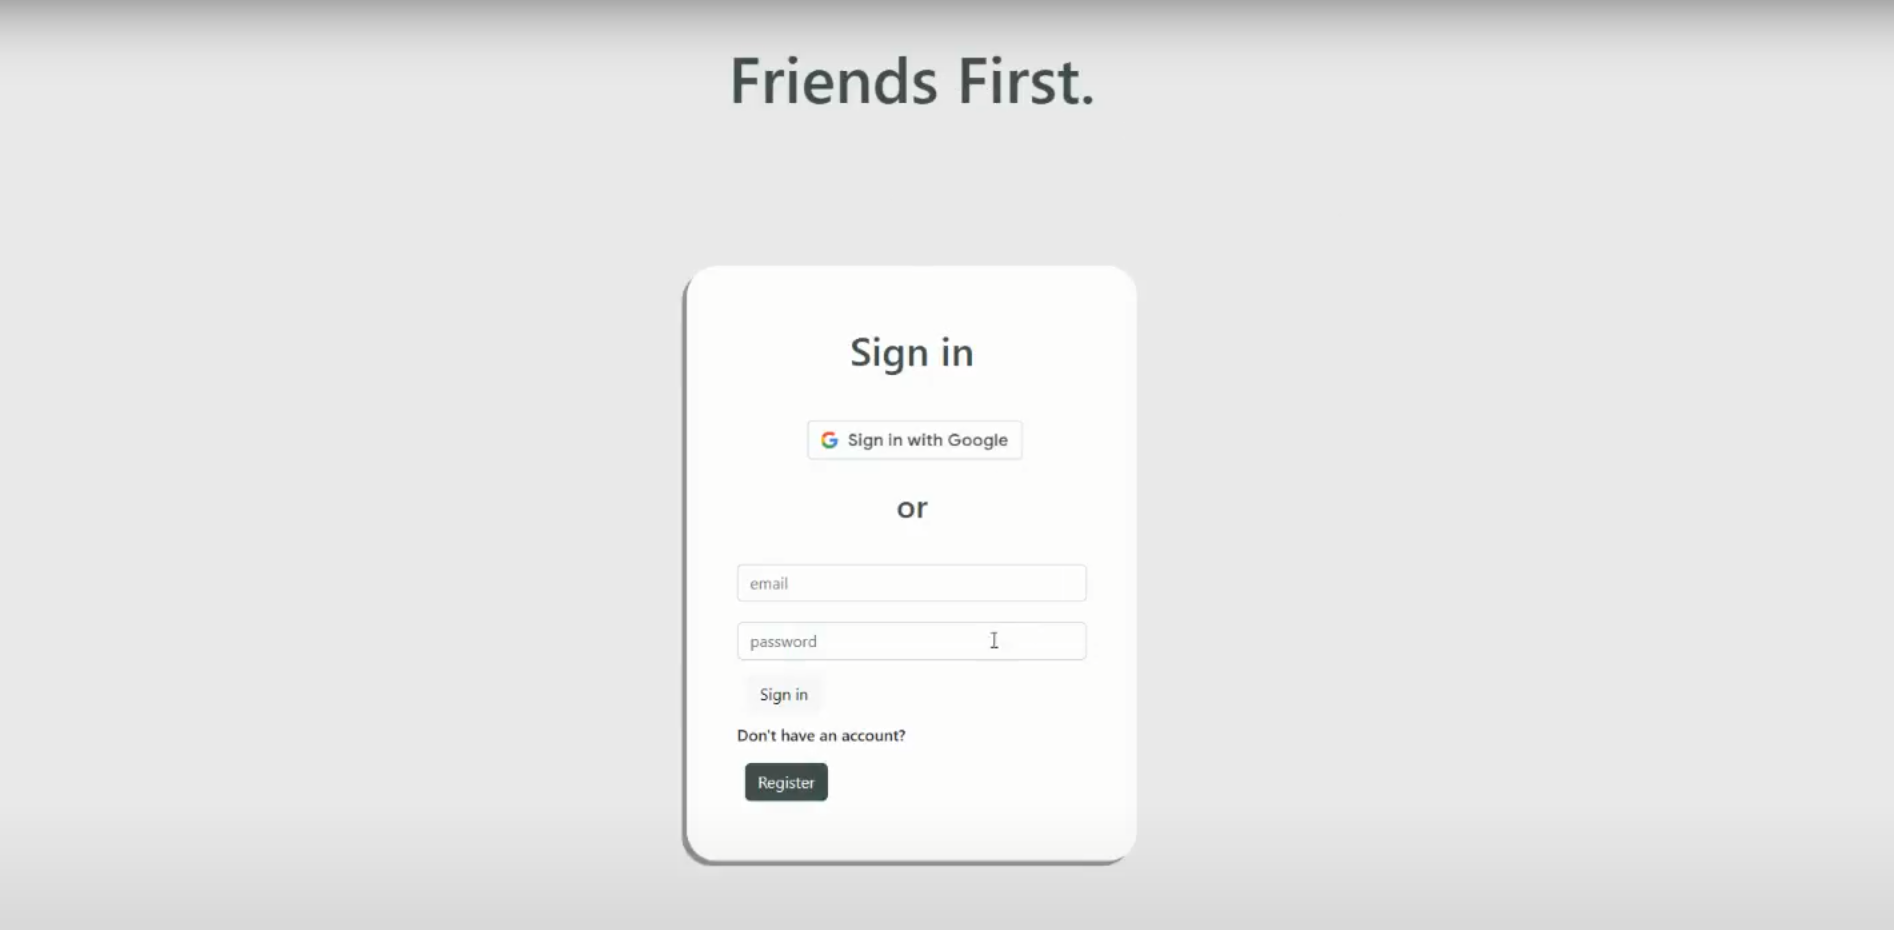 Friends First.
Sign in
Sign in with Google
or
email
password
Sign in
Don't have an account?
Register